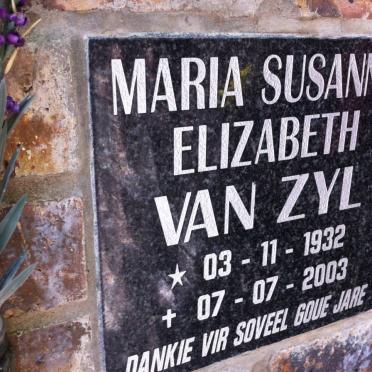 MARIA SUSANN
ELIZABETH
VAN ZYL
★ 03 - 11 - 1932
+ 07 - 07 - 2003
DANKIE VIR SOVEEL GOUE JARE